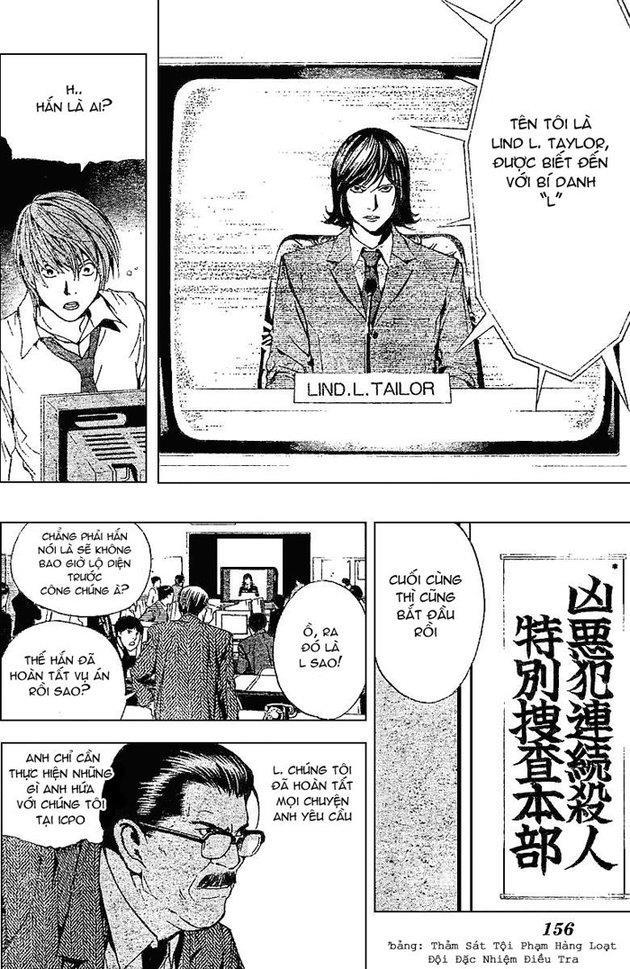 TÊN TÔI LÀ
LIND L. TAYLOR,
ĐƯỢC BIẾT ĐẾN
VỚI BÍ DANH
"L"
LIND.L.TAILOR
H..
HẮN LÀ AI?
*
凶悪犯連続殺人
特別捜査本部
CUỐI CÙNG
THÌ CŨNG
BẮT ĐẦU
RỒI
Ồ, RA
ĐÓ LÀ
L SAO!
CHẲNG PHẢI HẮN
NÓI LÀ SẼ KHÔNG
BAO GIỜ LỘ DIỆN
TRƯỚC
CÔNG CHÚNG À?
THẾ HẮN ĐÃ
HOÀN TẤT VỤ ÁN
RỒI SAO?
L. CHÚNG TÔI
ĐÃ HOÀN TẤT
MỌI CHUYỆN
ANH YÊU CẦU
ANH CHỈ CẦN
THỰC HIỆN NHỮNG
GÌ ANH HỨA
VỚI CHÚNG TÔI
TẠI ICPO
156
*bảng: Thảm Sát Tội Phạm Hàng Loạt
Đội Đặc Nhiệm Điều Tra